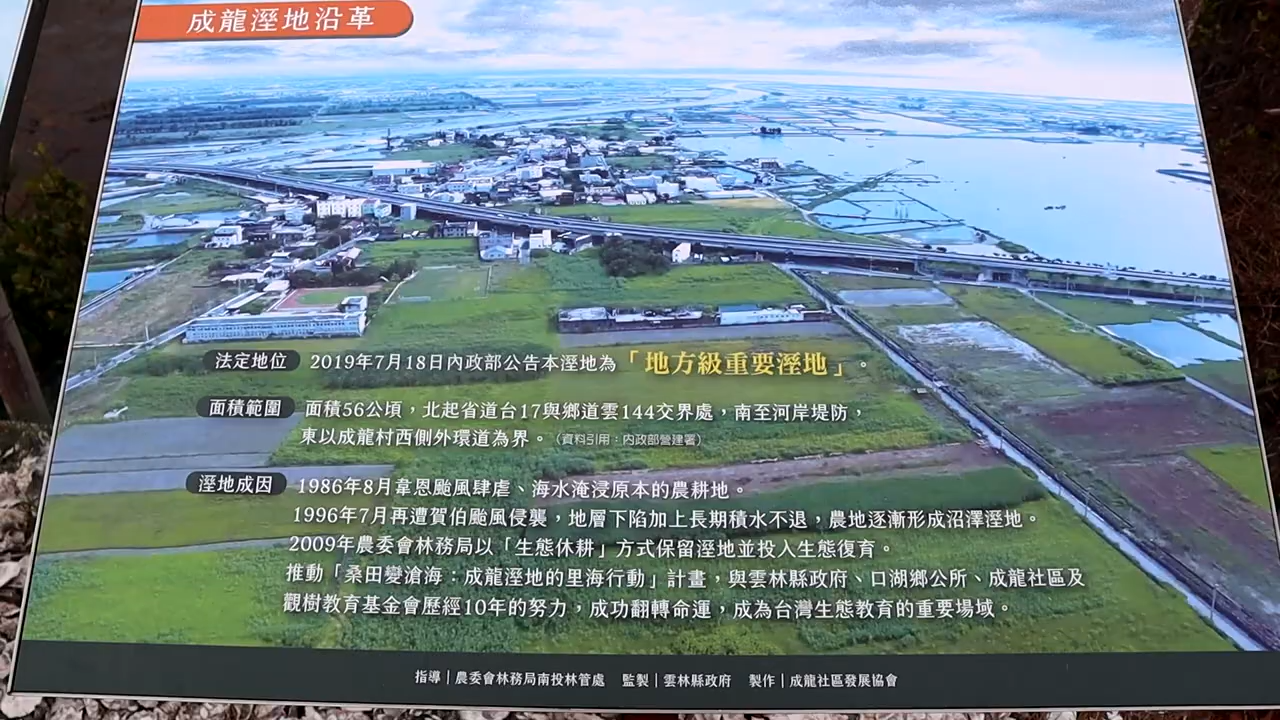 成龍溼地沿革
法定地位 2019年7月18日內政部公告本溼地為「地方級重要溼地」。
面積範圍 面積56公頃，北起省道台17與鄉道雲144交界處，南至河岸堤防，
東以成龍村西側外環道為界。（資料引用：內政部營建署）
溼地成因 1986年8月韋恩颱風肆虐、海水淹浸原本的農耕地。
1996年7月再遭賀伯颱風侵襲，地層下陷加上長期積水不退，農地逐漸形成沼澤溼地。
2009年農委會林務局以「生態休耕」方式保留溼地並投入生態復育。
推動「桑田變滄海：成龍溼地的里海行動」計畫，與雲林縣政府、口湖鄉公所、成龍社區及
觀樹教育基金會歷經10年的努力，成功翻轉命運，成為台灣生態教育的重要場域。
指導｜農委會林務局南投林管處 監製｜雲林縣政府 製作｜成龍社區發展協會